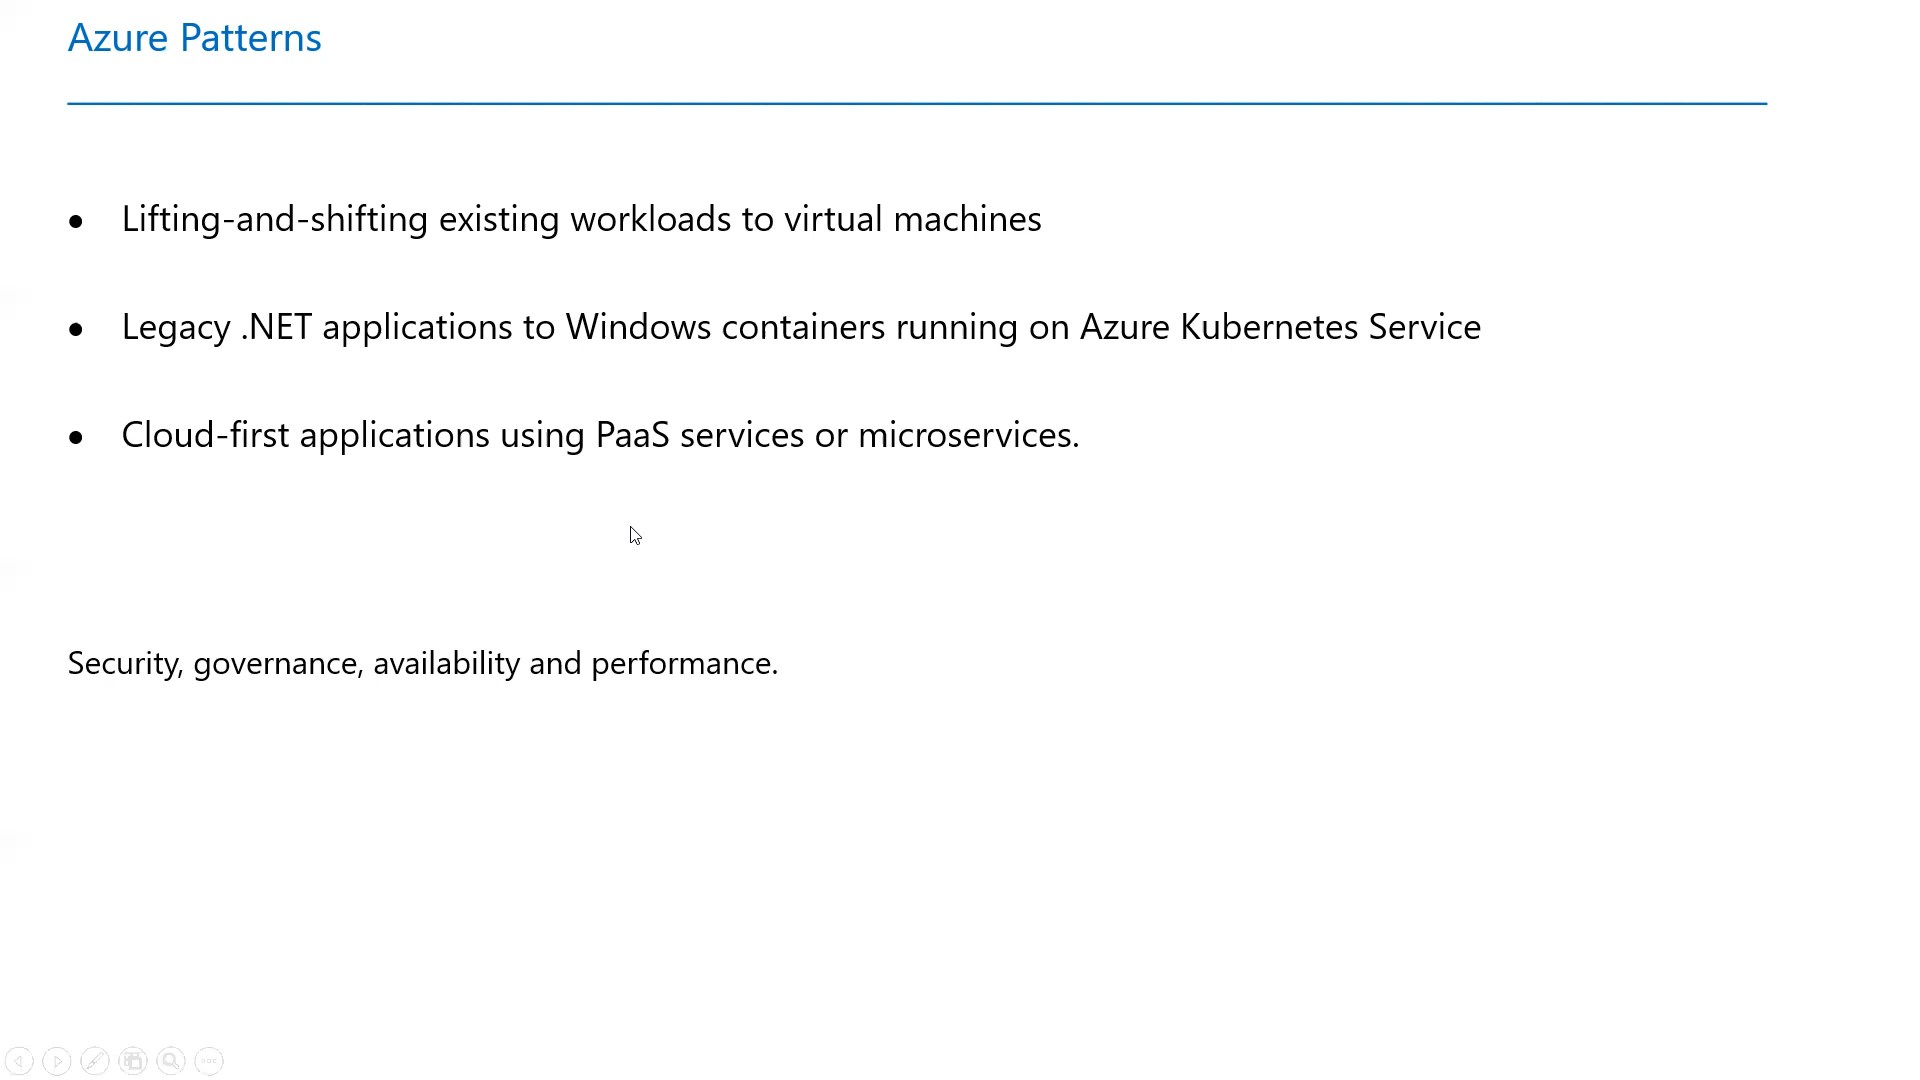 Azure Patterns
• Lifting-and-shifting existing workloads to virtual machines
• Legacy .NET applications to Windows containers running on Azure Kubernetes Service
• Cloud-first applications using PaaS services or microservices.
Security, governance, availability and performance.